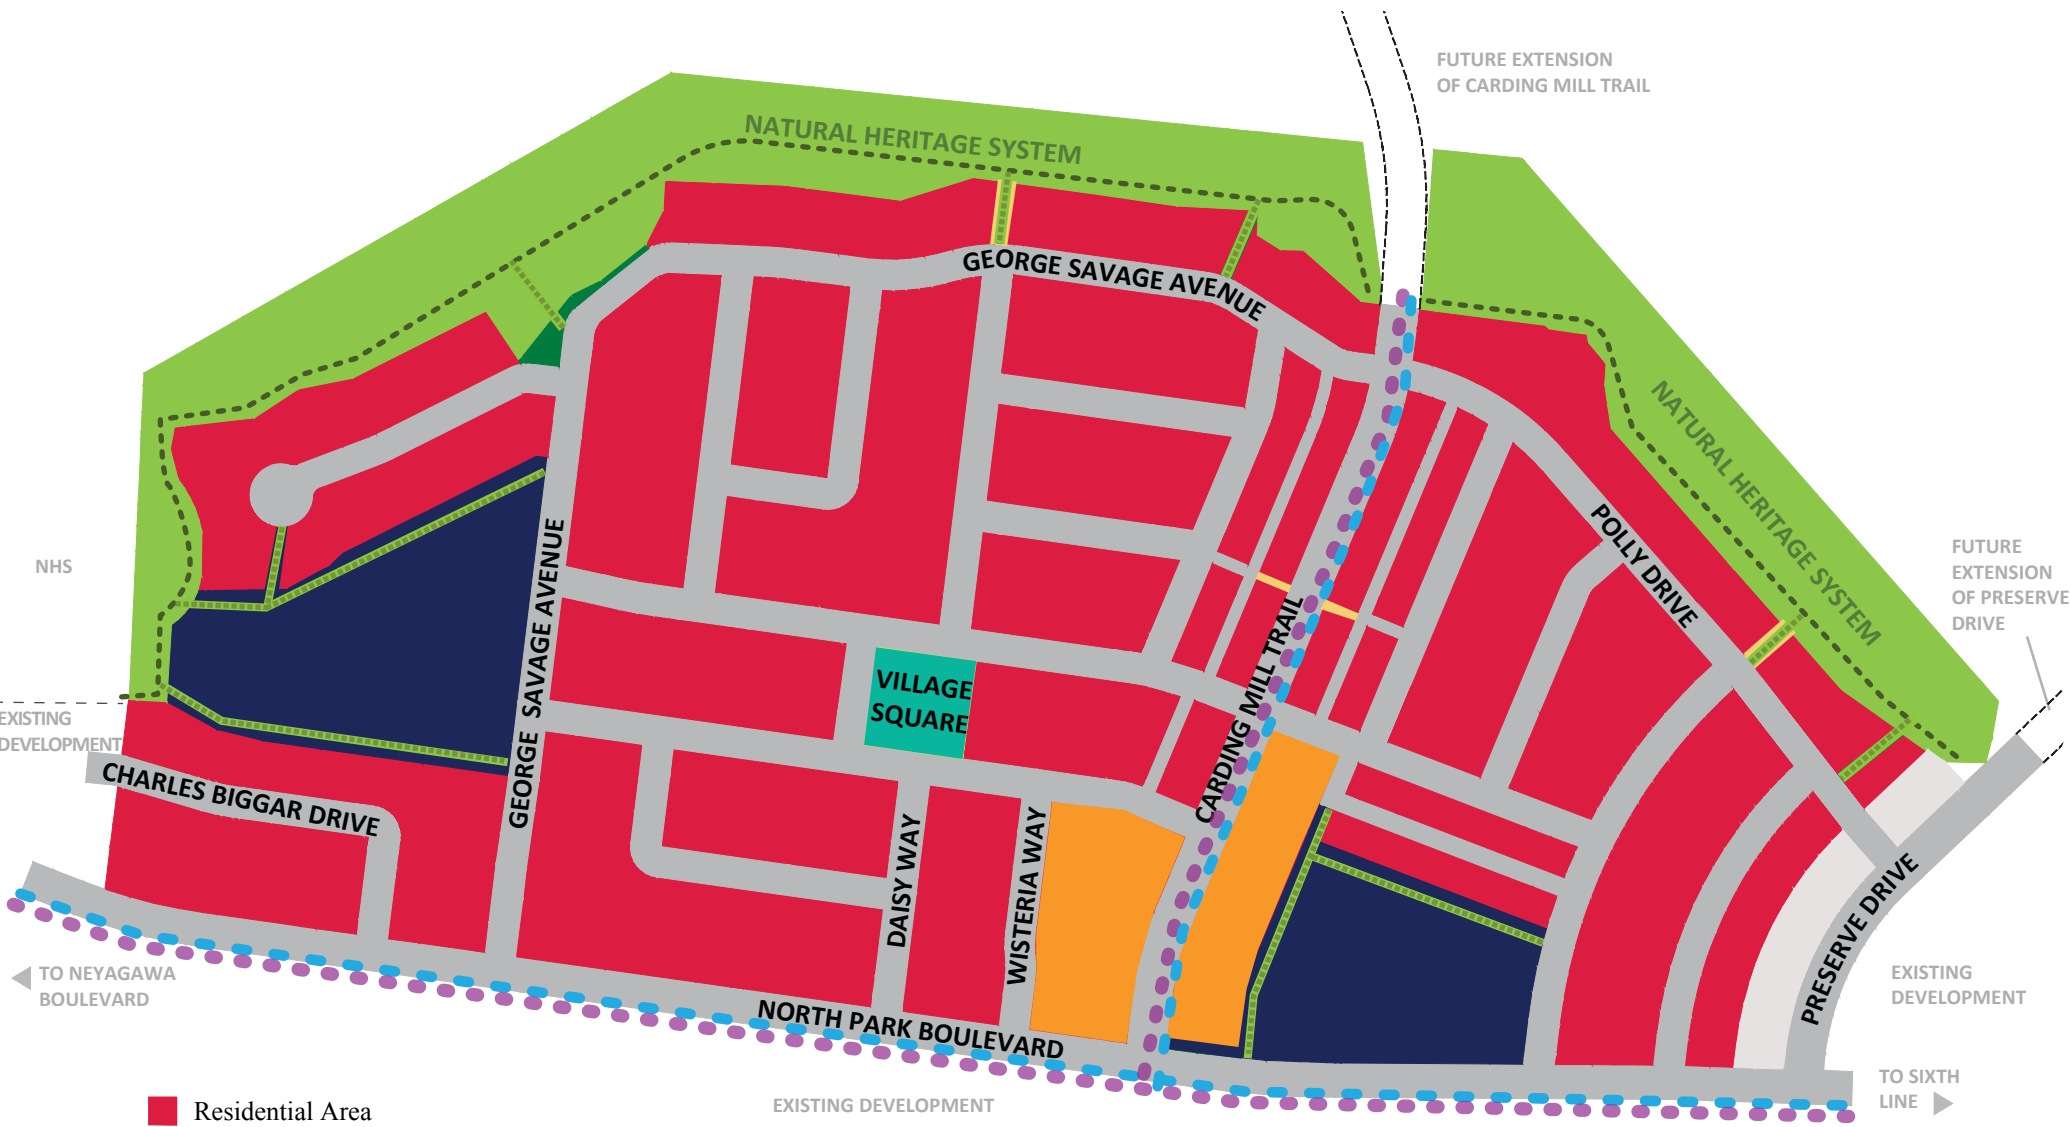 FUTURE EXTENSION
OF CARDING MILL TRAIL
NATURAL HERITAGE SYSTEM
GEORGE SAVAGE AVENUE
NATURAL HERITAGE SYSTEM
POLLY DRIVE
FUTURE
EXTENSION
OF PRESERVE
DRIVE
NHS
GEORGE SAVAGE AVENUE
CARDING MILL TRAIL
VILLAGE
SQUARE
EXISTING
DEVELOPMENT
CHARLES BIGGAR DRIVE
DAISY WAY
WISTERIA WAY
PRESERVE DRIVE
TO NEYAGAWA
BOULEVARD
EXISTING
DEVELOPMENT
NORTH PARK BOULEVARD
TO SIXTH
LINE
EXISTING DEVELOPMENT
Residential Area